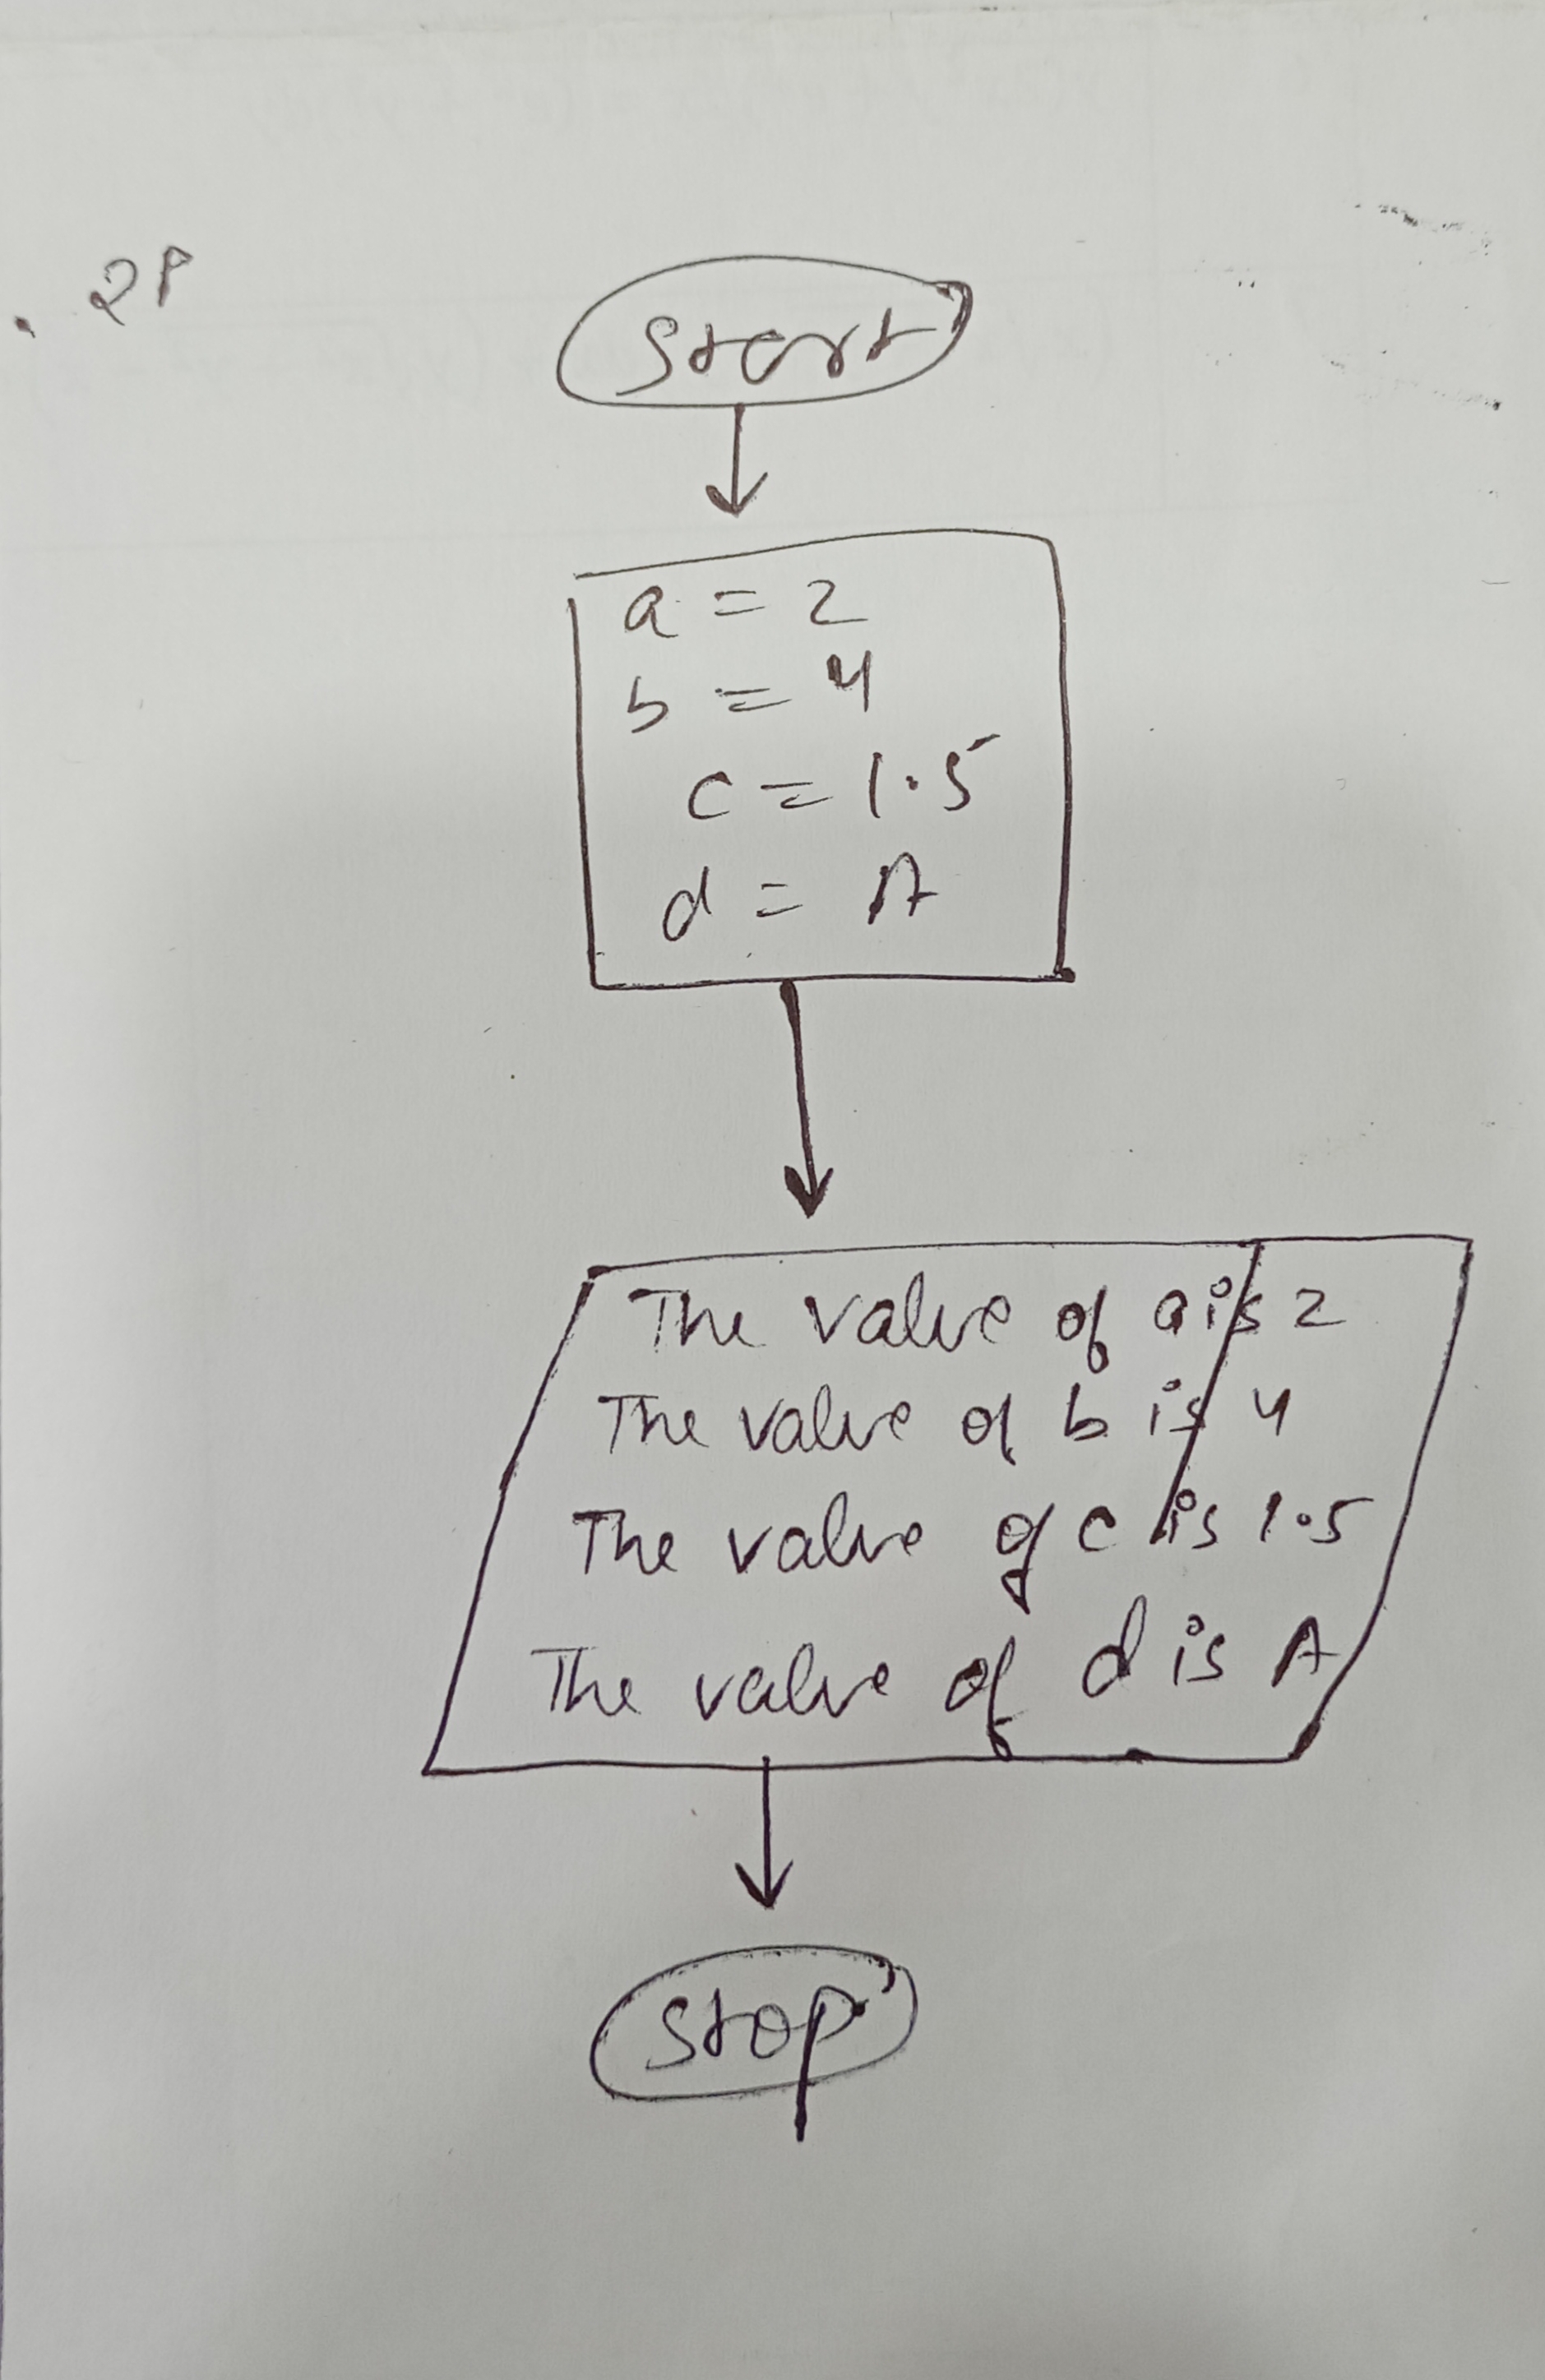 2P
Start
a = 2
b = 4
c = 1.5
d = A
The value of a is 2
The value of b is 4
The value of c is 1.5
The value of d is A
Stop